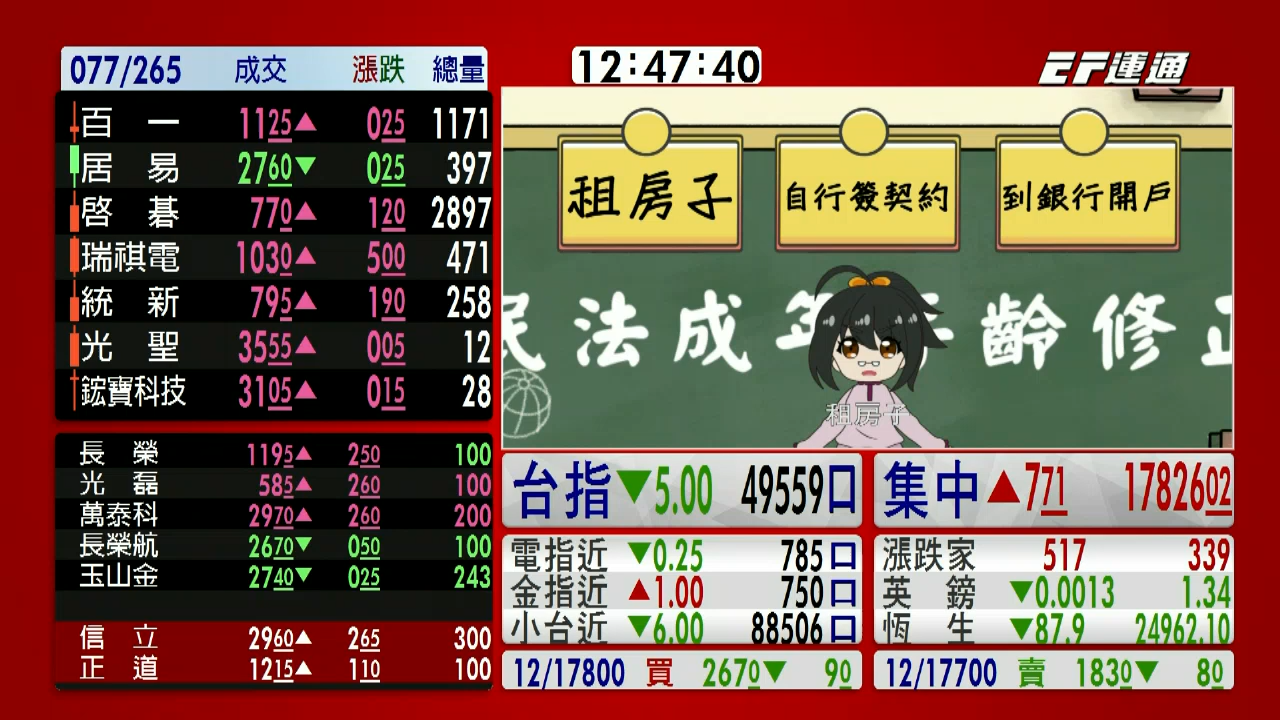 077/265 成交 漲跌 總量
12:47:40
EF運通
百一 1125▲ 025 1171
居易 2760▼ 025 397
啓碁 770▲ 120 2897
瑞祺電 1030▲ 500 471
統新 795▲ 190 258
光聖 3555▲ 005 12
鋐寶科技 3105▲ 015 28
租房子
自行簽契約
到銀行開戶
民法成年年齡修正
租房子
長榮 1195▲ 250 100
光磊 585▲ 260 100
萬泰科 2970▲ 260 200
長榮航 2670▼ 050 100
玉山金 2740▼ 025 243
信立 2960▲ 265 300
正道 1215▲ 110 100
台指▼5.00 49559口
集中▲771 1782602
電指近 ▼0.25 785口
金指近 ▲1.00 750口
小台近 ▼6.00 88506口
漲跌家 517 339
英鎊 ▼0.0013 1.34
恆生 ▼87.9 24962.10
12/17800 買 2670▼ 90
12/17700 賣 1830▼ 80